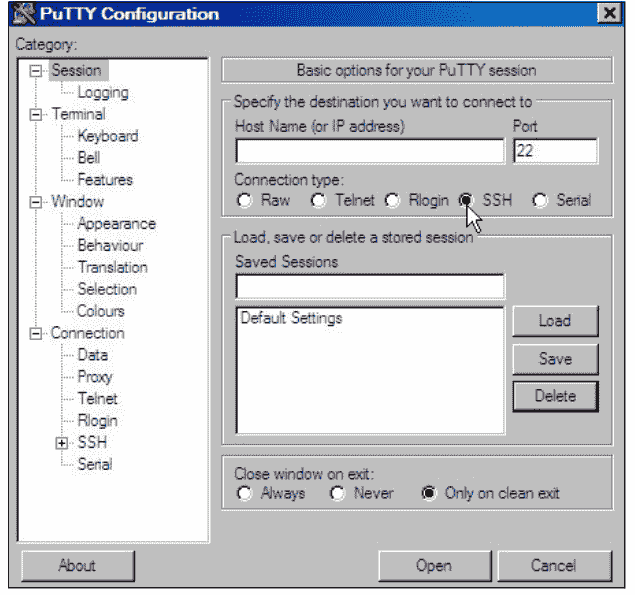 PuTTY Configuration
Category:
Session
Logging
Terminal
Keyboard
Bell
Features
Window
Appearance
Behaviour
Translation
Selection
Colours
Connection
Data
Proxy
Telnet
Rlogin
SSH
Serial
Basic options for your PuTTY session
Specify the destination you want to connect to
Host Name (or IP address) Port
22
Connection type:
Raw Telnet Rlogin SSH Serial
Load, save or delete a stored session
Saved Sessions
Default Settings
Load
Save
Delete
Close window on exit:
Always Never Only on clean exit
About Open Cancel